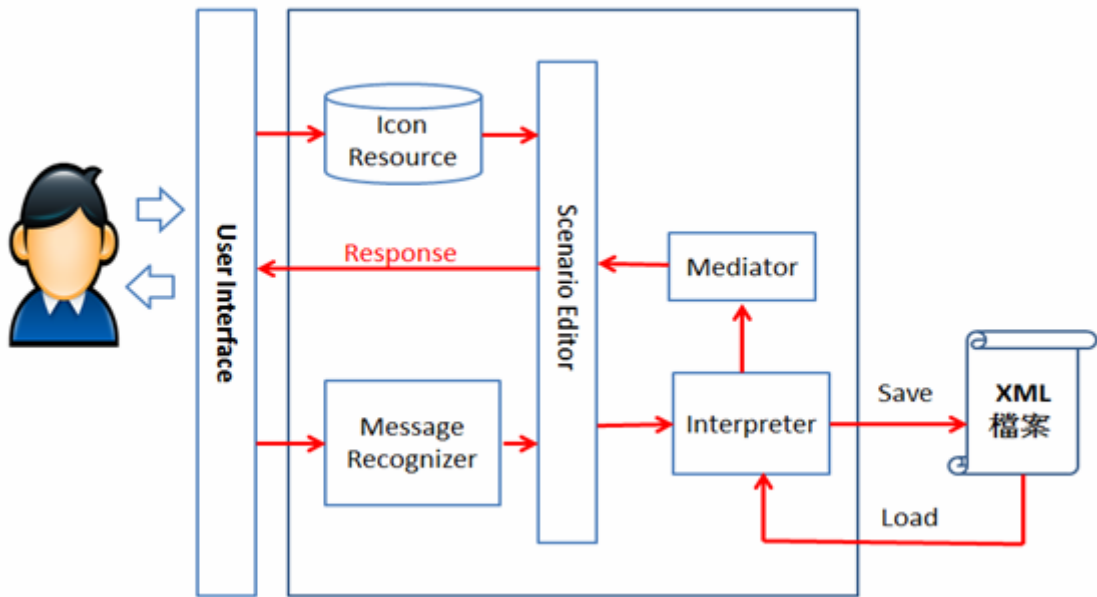 Icon
Resource
User Interface
Response
Scenario Editor
Mediator
Message
Recognizer
Interpreter
Save
XML
檔案
Load